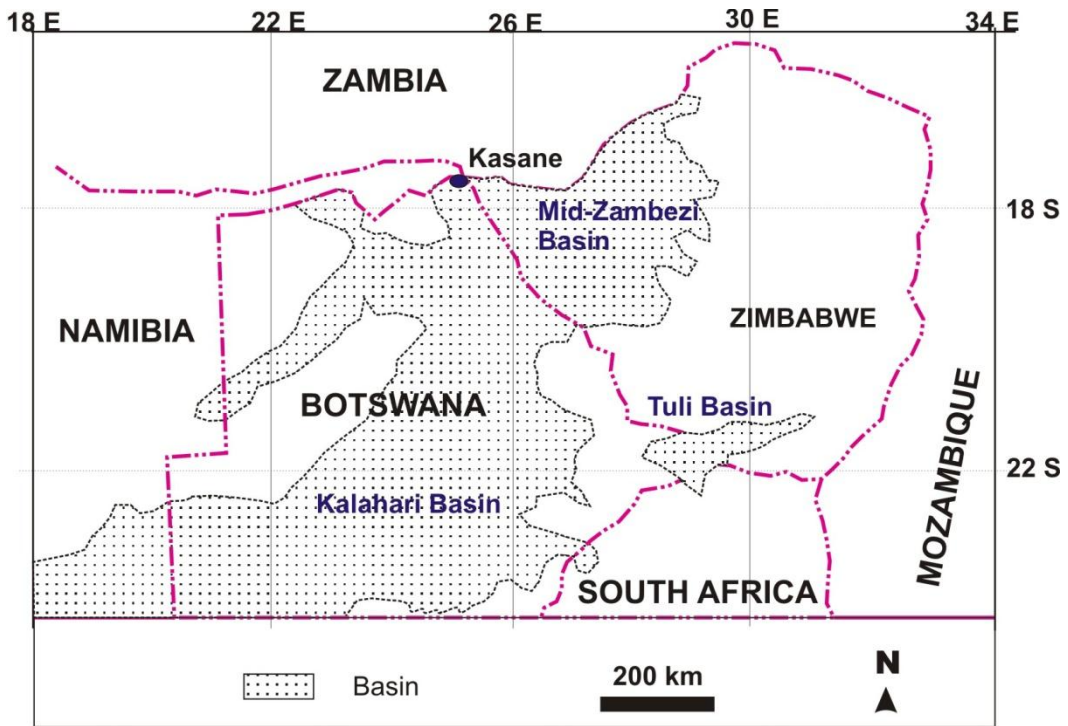 18 E
22 E
26 E
30 E
34 E
ZAMBIA
Kasane
Mid-Zambezi
Basin
18 S
NAMIBIA
ZIMBABWE
BOTSWANA
Tuli Basin
MOZAMBIQUE
22 S
Kalahari Basin
SOUTH AFRICA
Basin
200 km
N